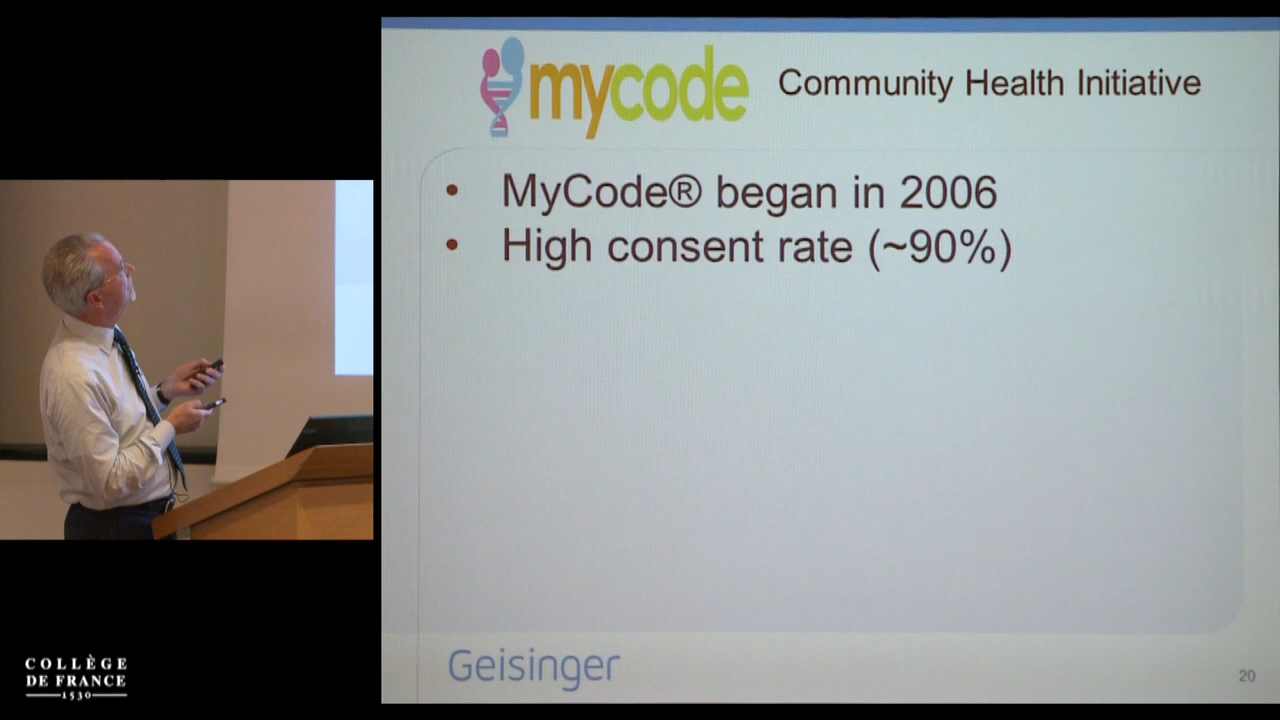 mycode Community Health Initiative
• MyCode® began in 2006
• High consent rate (~90%)
Geisinger
20
COLLÈGE
DE FRANCE
1530